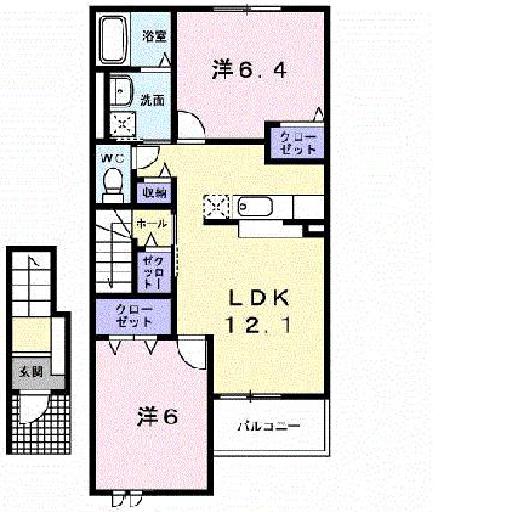 浴室
洋6.4
洗面
クロー
ゼット
WC
収納
ホール
クロー
ゼット
LDK
12.1
クロー
ゼット
玄関
洋6
バルコニー